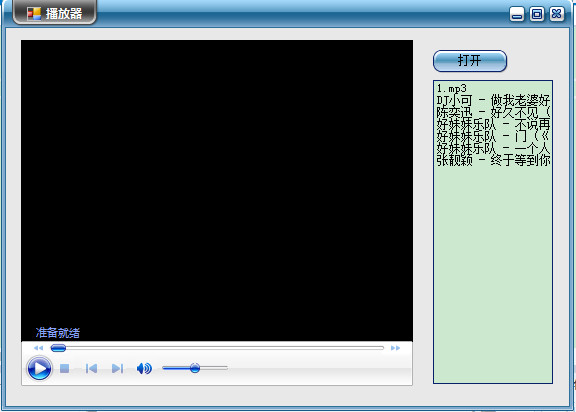 播放器
打开
1.mp3
DJ小可 - 做我老婆好
陈奕迅 - 好久不见（
好妹妹乐队 - 不说再
好妹妹乐队 - 门（《
好妹妹乐队 - 一个人
张靓颖 - 终于等到你
准备就绪